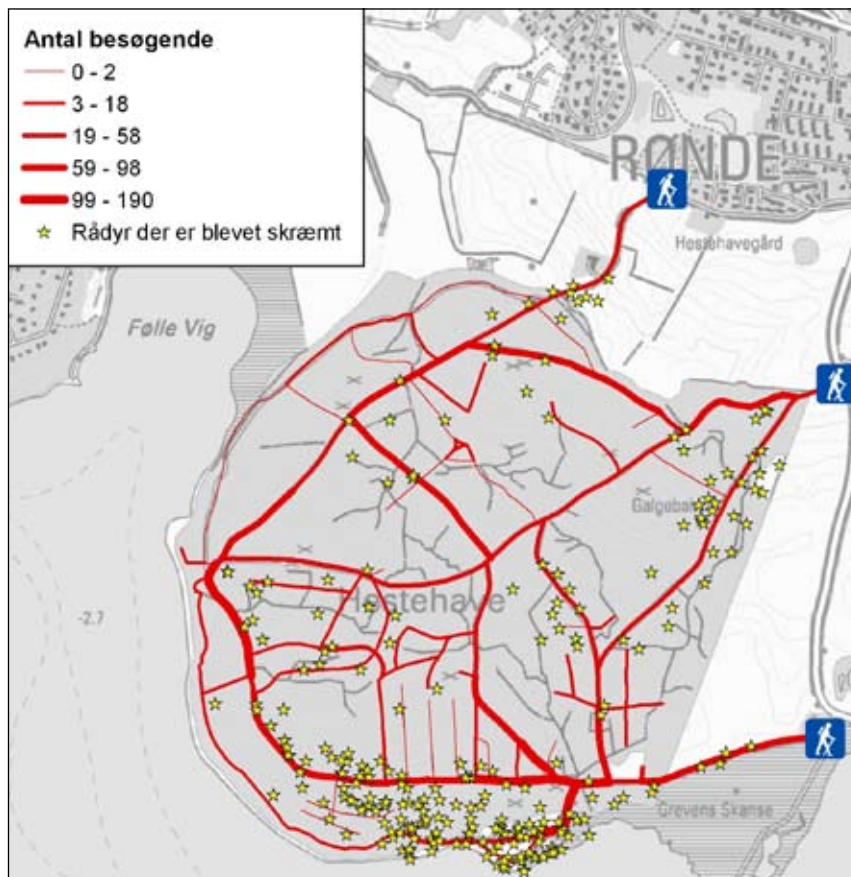 Antal besøgende
0 - 2
3 - 18
19 - 58
59 - 98
99 - 190
Rådyr der er blevet skræmt
RØNDE
Hestehavegård
Følle Vig
-2.7
Hestehave
Grevens Skanse